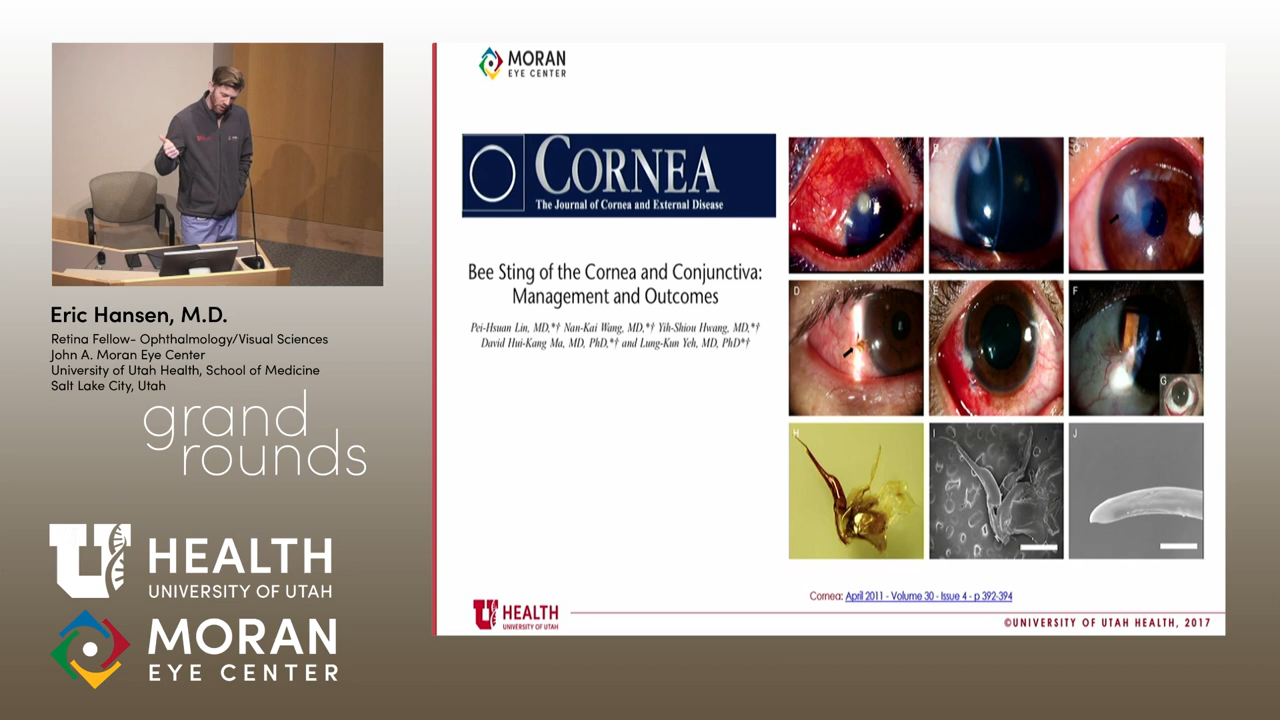 Eric Hansen, M.D.
Retina Fellow- Ophthalmology/Visual Sciences
John A. Moran Eye Center
University of Utah Health, School of Medicine
Salt Lake City, Utah
grand
rounds
U
HEALTH
UNIVERSITY OF UTAH
MORAN
EYE CENTER
MORAN
EYE CENTER
CORNEA
The Journal of Cornea and External Disease
Bee Sting of the Cornea and Conjunctiva:
Management and Outcomes
Pei-Hsuan Lin, MD,*† Nan-Kai Wang, MD,*† Yih-Shiou Hwang, MD,*†
David Hui-Kang Ma, MD, PhD,*† and Lung-Kun Yeh, MD, PhD*†
A
B
C
D
E
F
G
H
I
J
Cornea: April 2011 - Volume 30 - Issue 4 - p 392-394
U
HEALTH
UNIVERSITY OF UTAH
©UNIVERSITY OF UTAH HEALTH, 2017